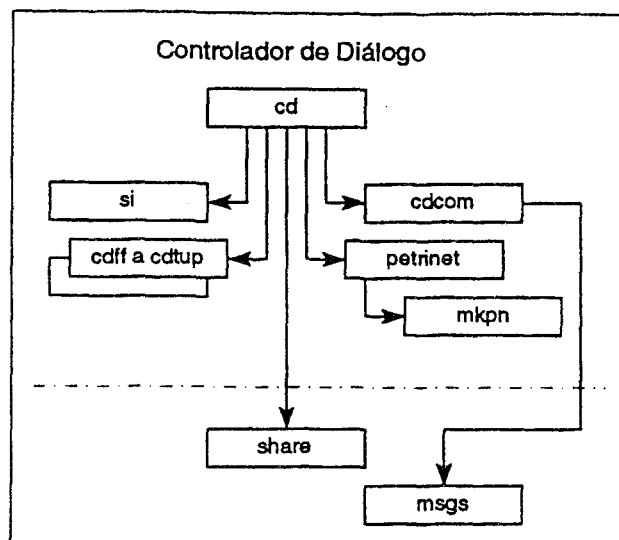 Controlador de Diálogo
cd
si
cdcom
cdff a cdtup
petrinet
mkpn
share
msgs